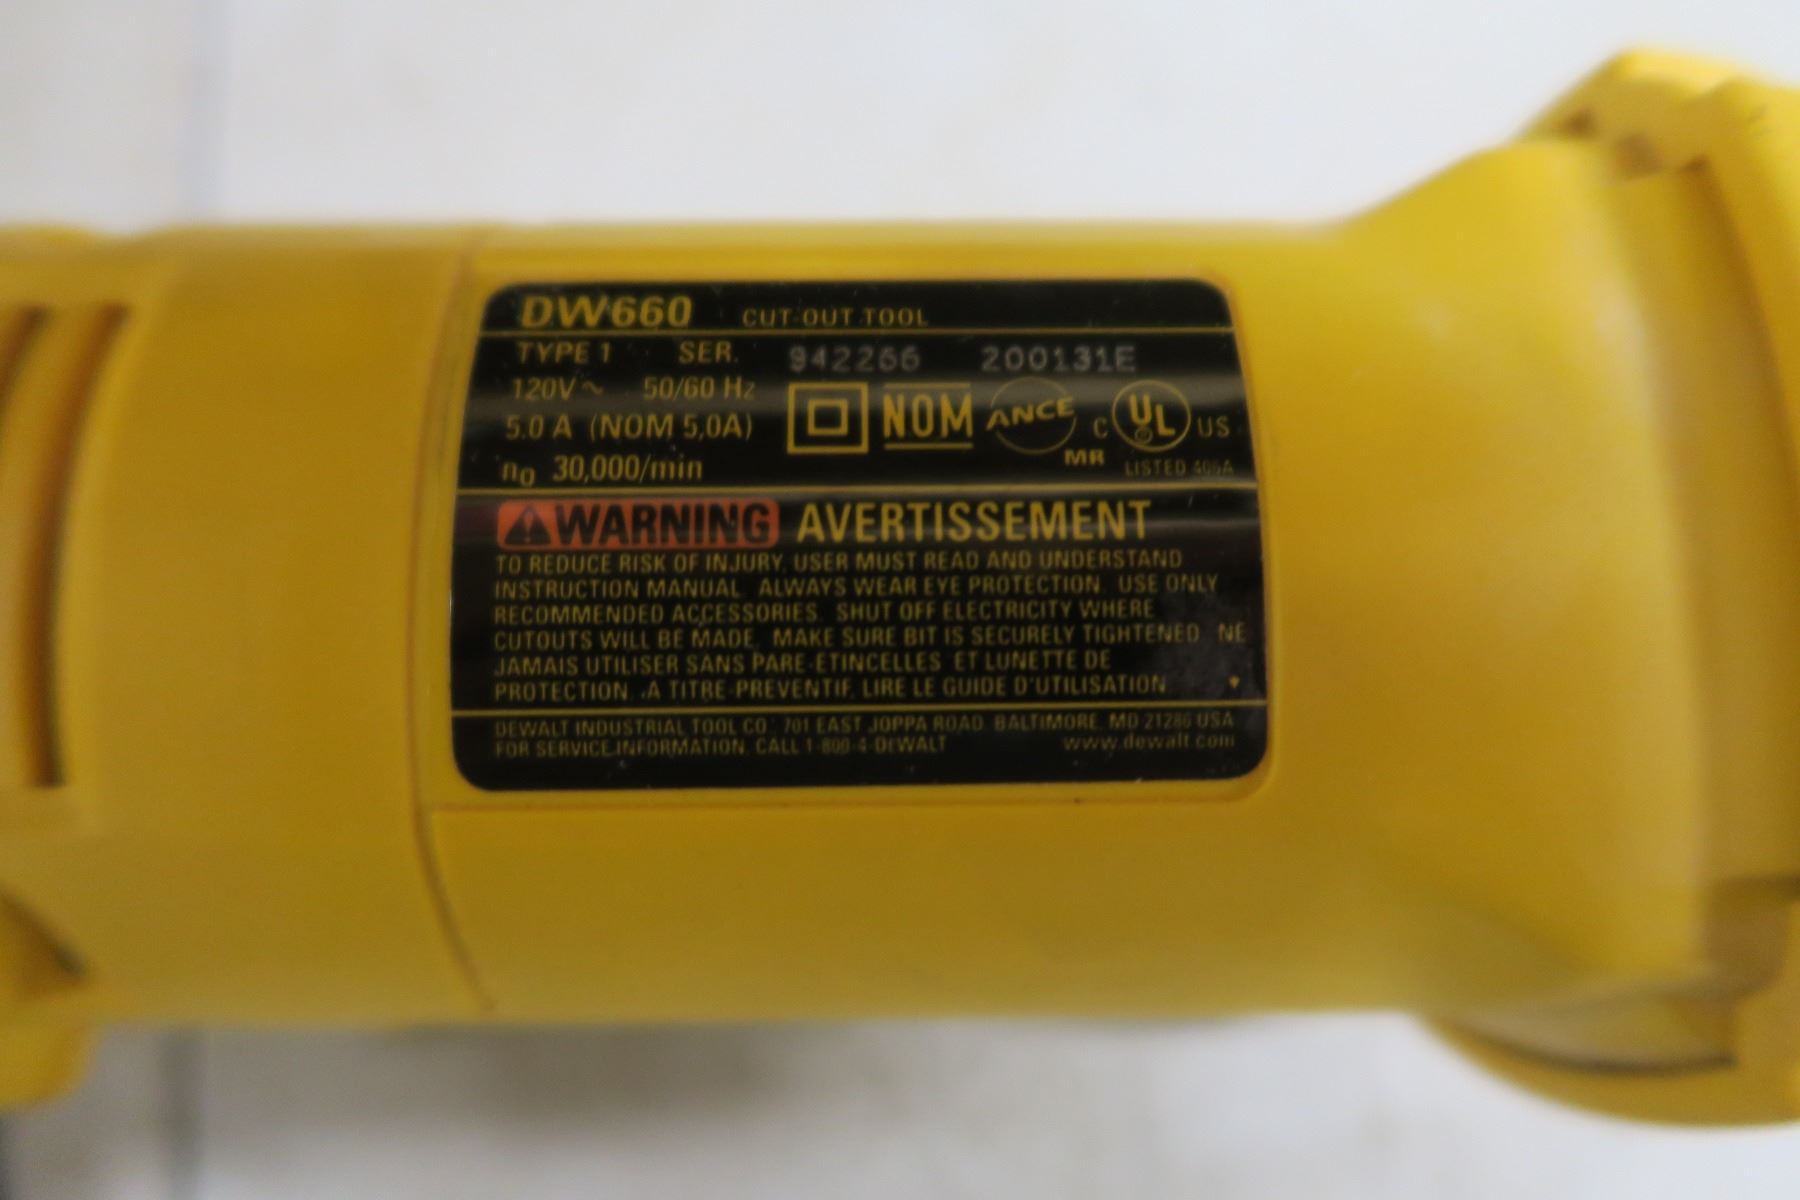 DW660 CUT-OUT TOOL
TYPE 1 SER. 942266 200131E
120V~ 50/60 Hz
5.0 A (NOM 5,0A)
n0 30,000/min
NOM ANCE MR
C UL US
LISTED
WARNING AVERTISSEMENT
TO REDUCE RISK OF INJURY, USER MUST READ AND UNDERSTAND
INSTRUCTION MANUAL. ALWAYS WEAR EYE PROTECTION. USE ONLY
RECOMMENDED ACCESSORIES. SHUT OFF ELECTRICITY WHERE
CUTOUTS WILL BE MADE. MAKE SURE BIT IS SECURELY TIGHTENED NE
JAMAIS UTILISER SANS PARE-ETINCELLES ET LUNETTE DE
PROTECTION. A TITRE-PREVENTIF, LIRE LE GUIDE D'UTILISATION
DEWALT INDUSTRIAL TOOL CO. 701 EAST JOPPA ROAD. BALTIMORE. MD 21286 USA
FOR SERVICE INFORMATION, CALL 1-800-4-DEWALT www.dewalt.com